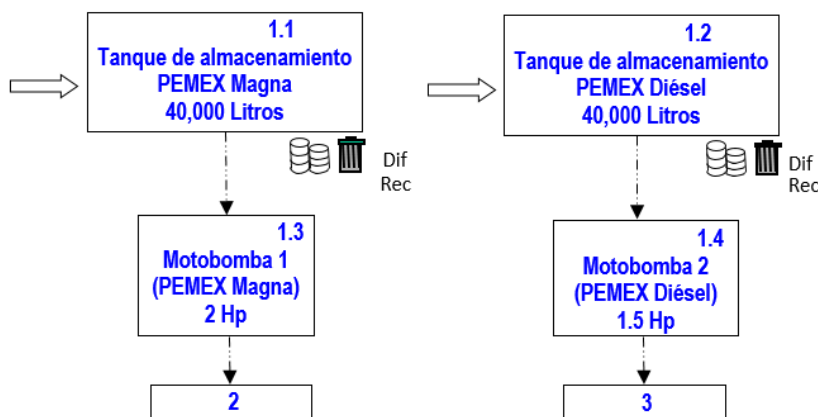 1.1
Tanque de almacenamiento
PEMEX Magna
40,000 Litros
Dif
Rec
1.3
Motobomba 1
(PEMEX Magna)
2 Hp
2
1.2
Tanque de almacenamiento
PEMEX Diésel
40,000 Litros
Dif
Rec
1.4
Motobomba 2
(PEMEX Diésel)
1.5 Hp
3